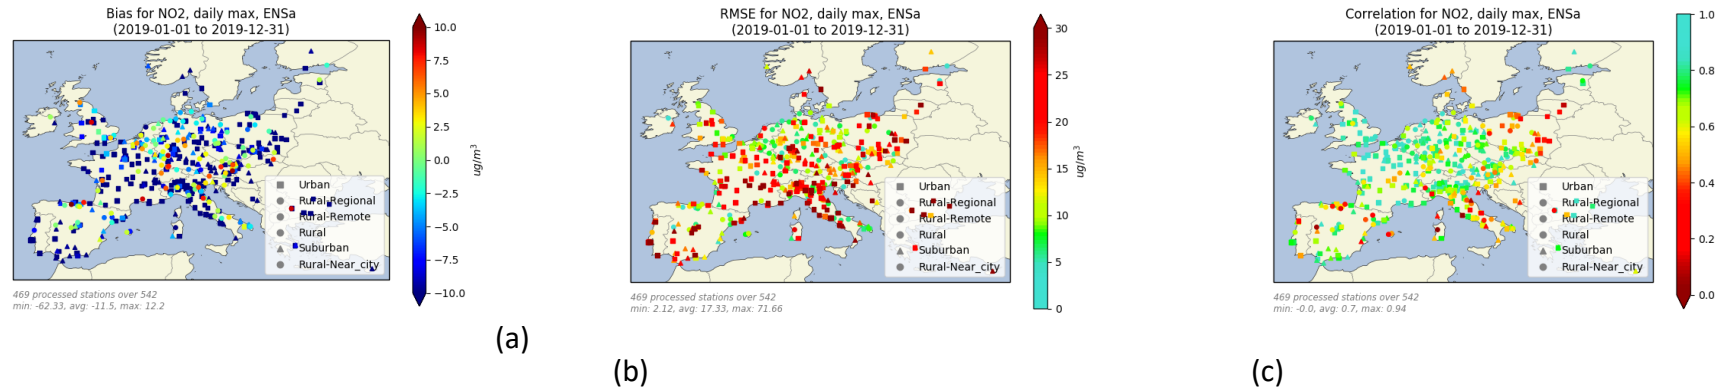 Bias for NO2, daily max, ENSa
(2019-01-01 to 2019-12-31)
10.0
7.5
5.0
2.5
0.0
−2.5
−5.0
−7.5
−10.0
ug/m³
Urban
Rural-Regional
Rural-Remote
Rural
Suburban
Rural-Near_city
469 processed stations over 542
min: -62.33, avg: -11.5, max: 12.2
(a)
RMSE for NO2, daily max, ENSa
(2019-01-01 to 2019-12-31)
30
25
20
15
10
5
0
ug/m³
Urban
Rural-Regional
Rural-Remote
Rural
Suburban
Rural-Near_city
469 processed stations over 542
min: 2.12, avg: 17.33, max: 71.66
(b)
Correlation for NO2, daily max, ENSa
(2019-01-01 to 2019-12-31)
1.0
0.8
0.6
0.4
0.2
0.0
Urban
Rural-Regional
Rural-Remote
Rural
Suburban
Rural-Near_city
469 processed stations over 542
min: -0.0, avg: 0.7, max: 0.94
(c)